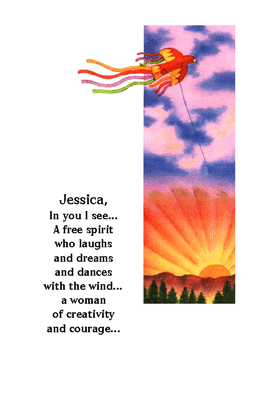 Jessica,
In you I see...
A free spirit
who laughs
and dreams
and dances
with the wind...
a woman
of creativity
and courage...